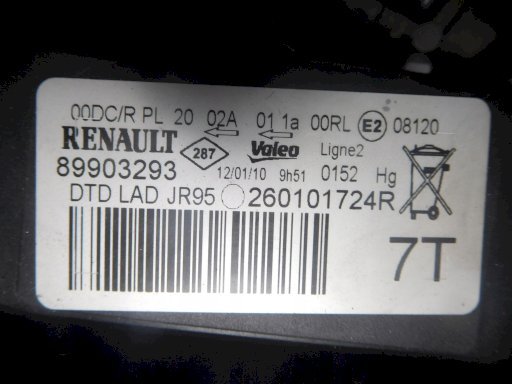 00DC/R PL 20 02A 01 1a 00RL E2 08120
RENAULT 287 Valeo Ligne2
89903293 12/01/10 9h51 0152 Hg
DTD LAD JR95 260101724R
7T